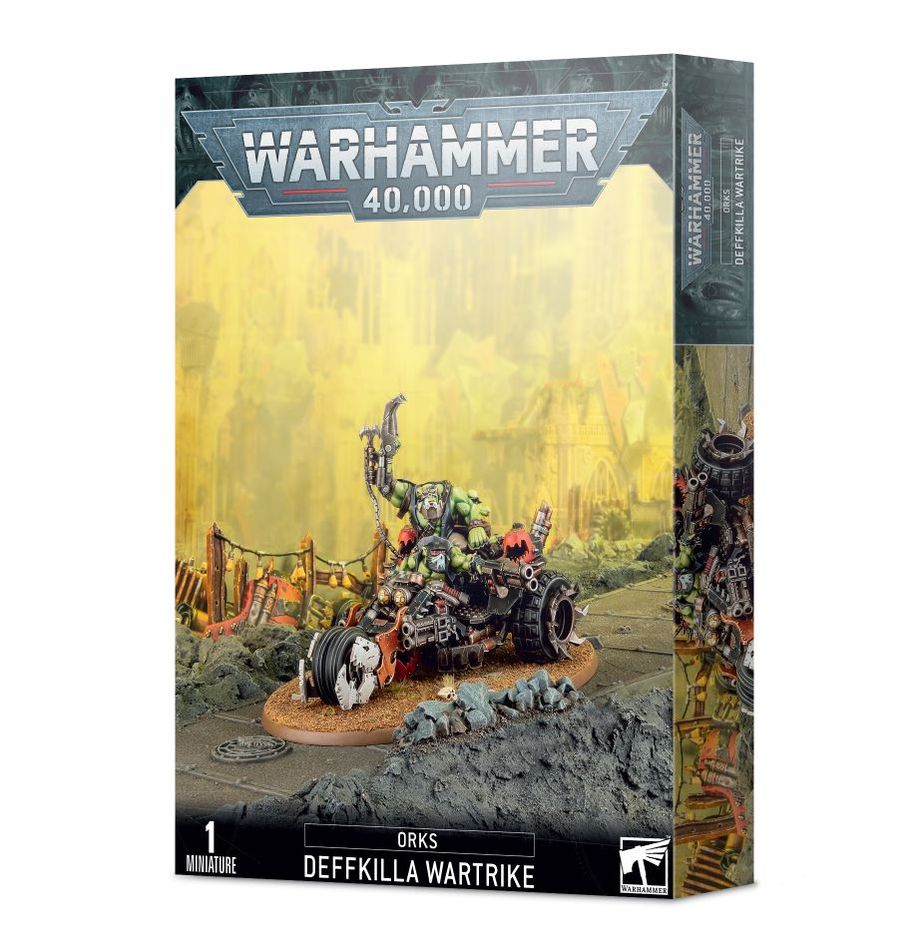 WARHAMMER
40,000
WARHAMMER
40,000
ORKS
DEFFKILLA WARTRIKE
1
MINIATURE
ORKS
DEFFKILLA WARTRIKE
WARHAMMER